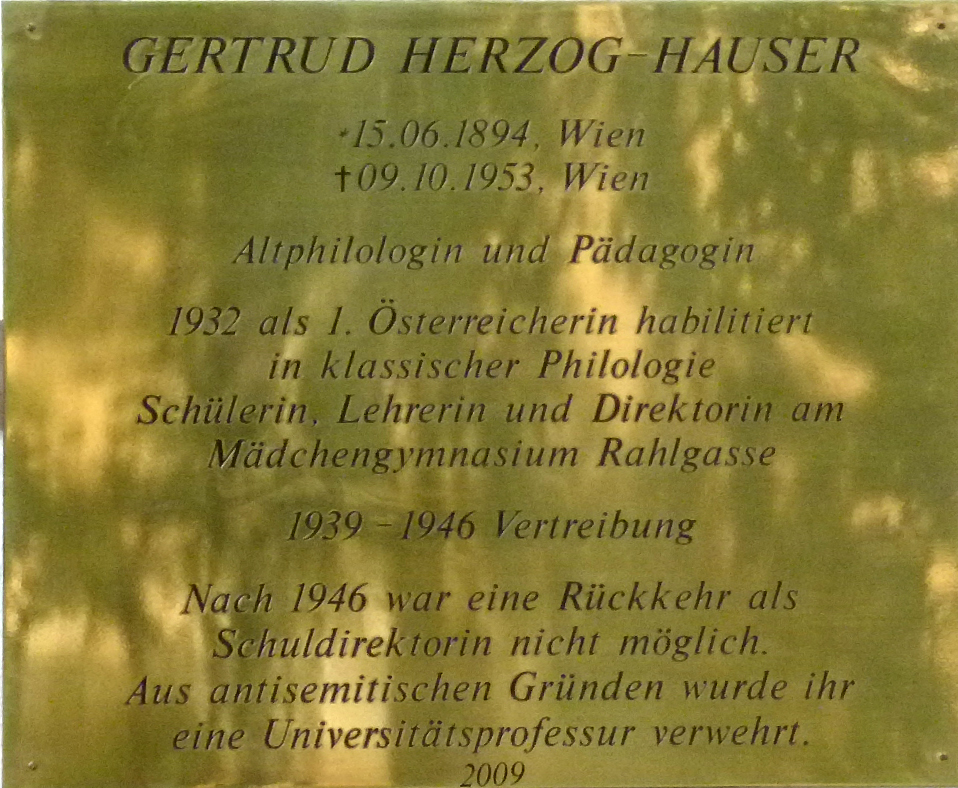 GERTRUD HERZOG-HAUSER
*15.06.1894, Wien
†09.10.1953, Wien
Altphilologin und Pädagogin
1932 als 1. Österreicherin habilitiert
in klassischer Philologie
Schülerin, Lehrerin und Direktorin am
Mädchengymnasium Rahlgasse
1939 - 1946 Vertreibung
Nach 1946 war eine Rückkehr als
Schuldirektorin nicht möglich.
Aus antisemitischen Gründen wurde ihr
eine Universitätsprofessur verwehrt.
2009